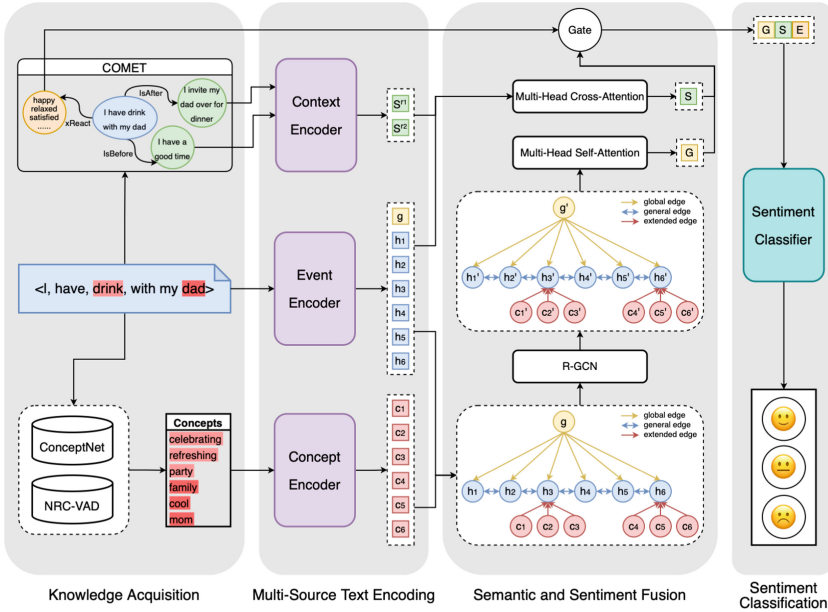 COMET
happy
relaxed
satisfied
......
xReact
I have drink
with my dad
IsAfter
I invite my
dad over for
dinner
IsBefore
I have a
good time
<I, have, drink, with my dad>
ConceptNet
NRC-VAD
Concepts
celebrating
refreshing
party
family
cool
mom
Knowledge Acquisition
Context
Encoder
Sr1
Sr2
Event
Encoder
g
h1
h2
h3
h4
h5
h6
Concept
Encoder
c1
c2
c3
c4
c5
c6
Multi-Source Text Encoding
Gate
Multi-Head Cross-Attention
S
Multi-Head Self-Attention
G
g'
global edge
general edge
extended edge
h1' h2' h3' h4' h5' h6'
c1' c2' c3' c4' c5' c6'
R-GCN
g
global edge
general edge
extended edge
h1 h2 h3 h4 h5 h6
C1 C2 C3 C4 C5 C6
Semantic and Sentiment Fusion
G S E
Sentiment
Classifier
Sentiment
Classification